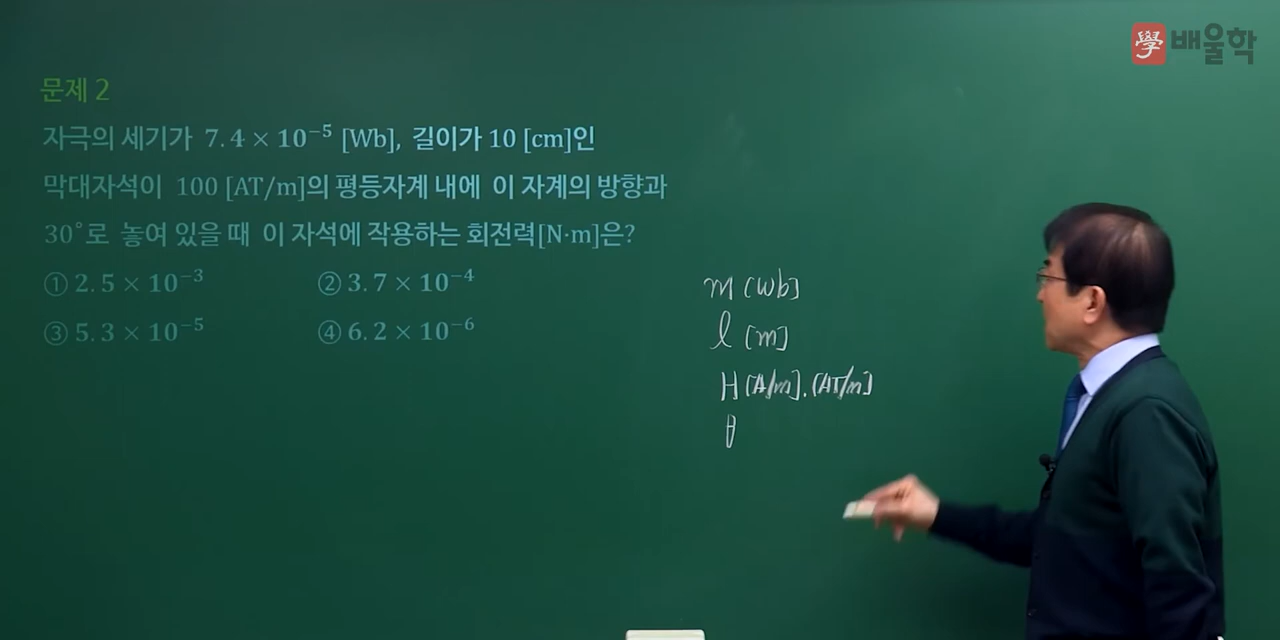 學 배울학
문제 2
자극의 세기가 7.4 × 10⁻⁵ [Wb], 길이가 10 [cm]인
막대자석이 100 [AT/m]의 평등자계 내에 이 자계의 방향과
30°로 놓여 있을 때 이 자석에 작용하는 회전력[N·m]은?
① 2.5 × 10⁻³ ② 3.7 × 10⁻⁴
③ 5.3 × 10⁻⁵ ④ 6.2 × 10⁻⁶
m [Wb]
l [m]
H [A/m]. [AT/m]
θ